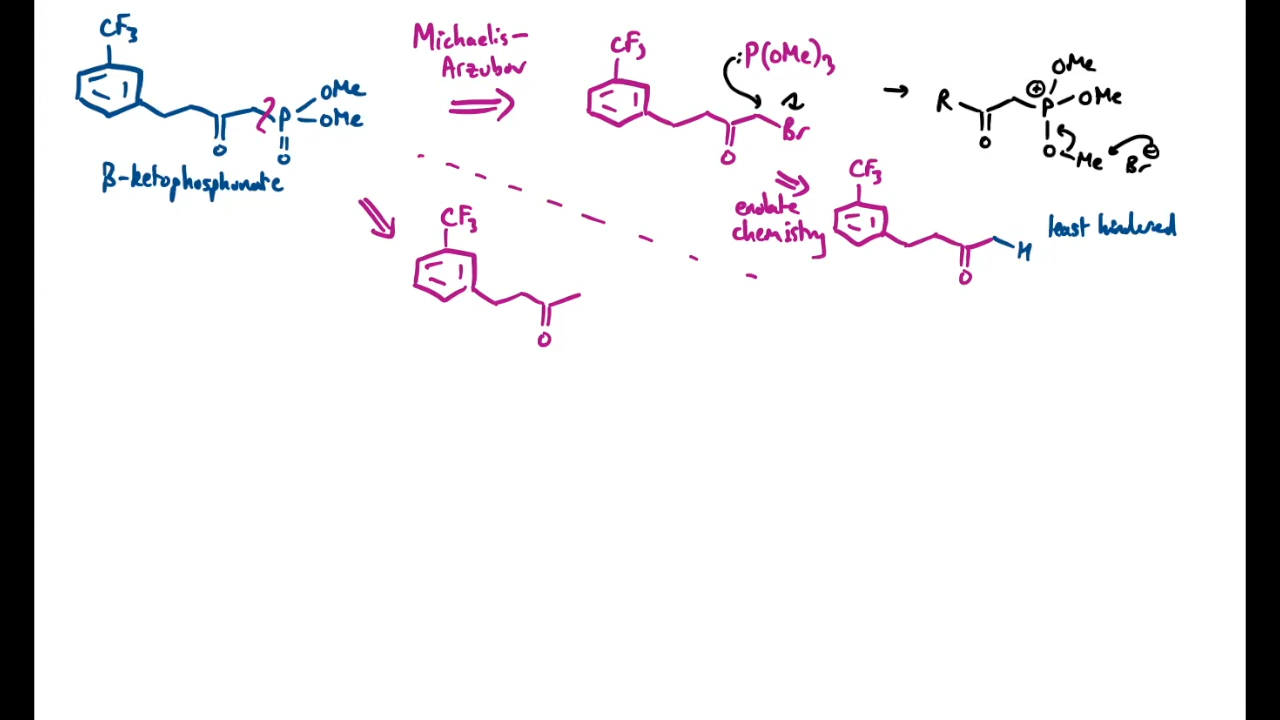 CF3
OMe
OMe
P
O
O
β-ketophosphonate
Michaelis-
Arzubov
CF3
:P(OMe)3
Br
O
R
O
⊕
P
OMe
OMe
O
Me
Br
⊖
enolate
chemistry
CF3
O
H
least hindered
CF3
O